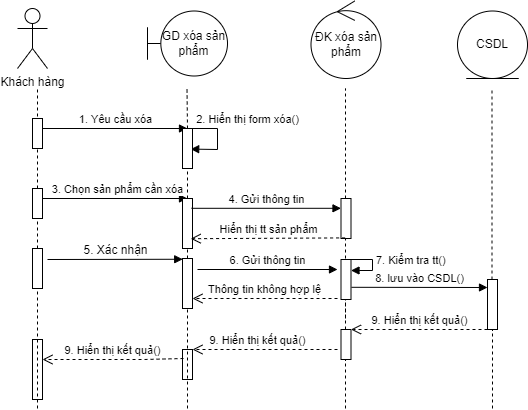 GD xóa sản
phẩm
ĐK xóa sản
phẩm
CSDL
Khách hàng
1. Yêu cầu xóa
2. Hiển thị form xóa()
3. Chọn sản phẩm cần xóa
4. Gửi thông tin
Hiển thị tt sản phẩm
5. Xác nhận
6. Gửi thông tin
7. Kiểm tra tt()
8. lưu vào CSDL()
Thông tin không hợp lệ
9. Hiển thị kết quả()
9. Hiển thị kết quả()
9. Hiển thị kết quả()